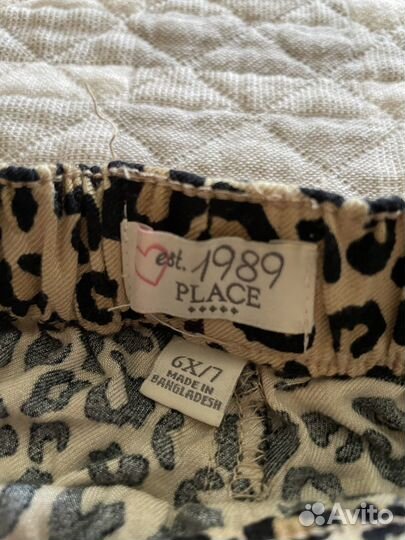 est. 1989
PLACE
6X/7
MADE IN
BANGLADESH
Avito